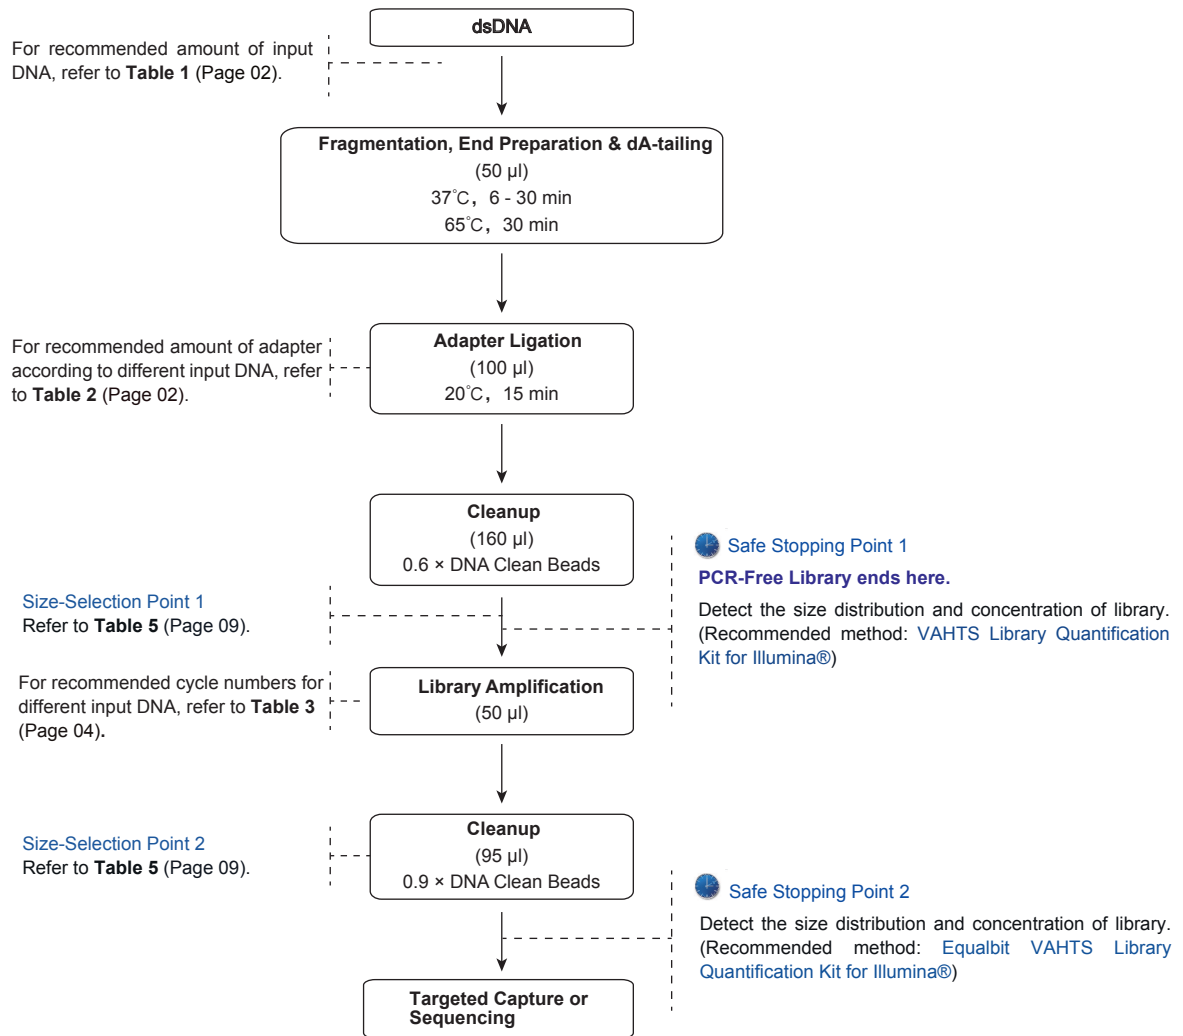 dsDNA
For recommended amount of input
DNA, refer to Table 1 (Page 02).
Fragmentation, End Preparation & dA-tailing
(50 µl)
37℃, 6 - 30 min
65℃, 30 min
Adapter Ligation
(100 µl)
20℃, 15 min
For recommended amount of adapter
according to different input DNA, refer
to Table 2 (Page 02).
Cleanup
(160 µl)
0.6 × DNA Clean Beads
Safe Stopping Point 1
PCR-Free Library ends here.
Detect the size distribution and concentration of library.
(Recommended method: VAHTS Library Quantification
Kit for Illumina®)
Size-Selection Point 1
Refer to Table 5 (Page 09).
For recommended cycle numbers for
different input DNA, refer to Table 3
(Page 04).
Library Amplification
(50 µl)
Size-Selection Point 2
Refer to Table 5 (Page 09).
Cleanup
(95 µl)
0.9 × DNA Clean Beads
Safe Stopping Point 2
Detect the size distribution and concentration of library.
(Recommended method: Equalbit VAHTS Library
Quantification Kit for Illumina®)
Targeted Capture or
Sequencing